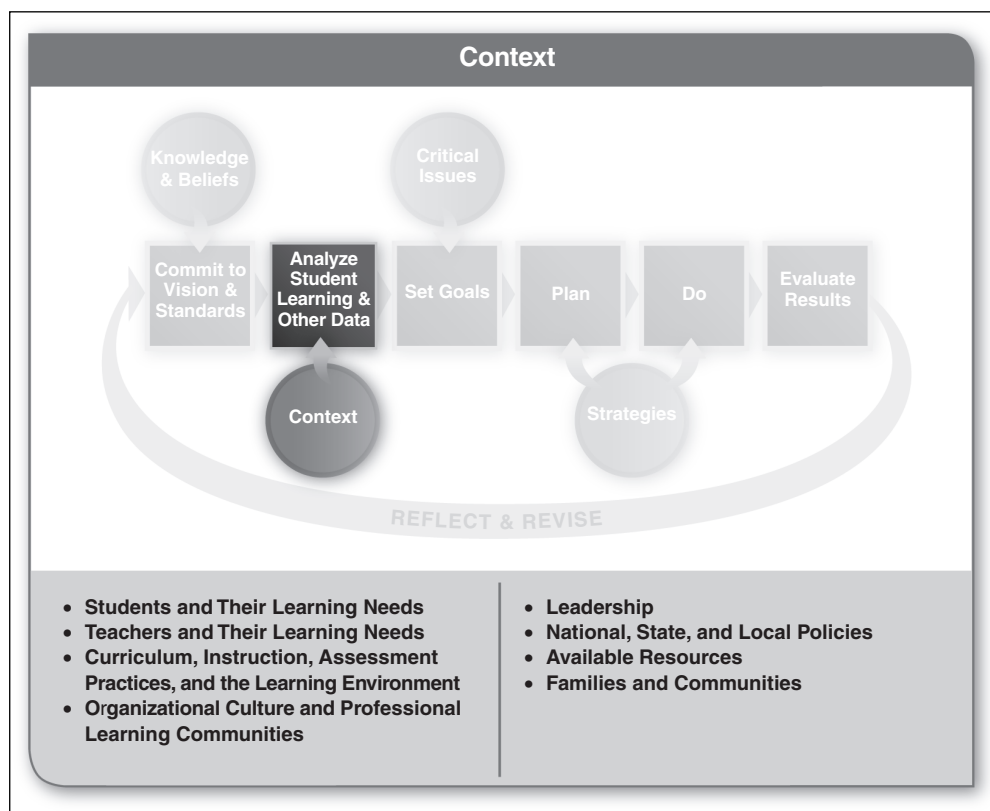 Context
Knowledge
& Beliefs
Critical
Issues
Commit to
Vision &
Standards
Analyze
Student
Learning &
Other Data
Set Goals
Plan
Do
Evaluate
Results
Context
Strategies
REFLECT & REVISE
• Students and Their Learning Needs
• Teachers and Their Learning Needs
• Curriculum, Instruction, Assessment
Practices, and the Learning Environment
• Organizational Culture and Professional
Learning Communities
• Leadership
• National, State, and Local Policies
• Available Resources
• Families and Communities